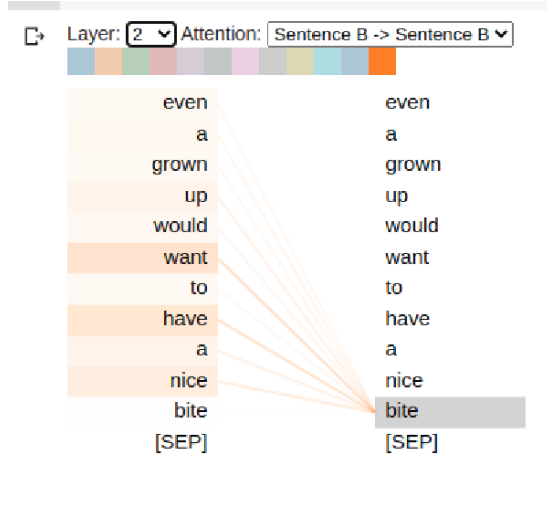 Layer: 2 Attention: Sentence B -> Sentence B
even even
a a
grown grown
up up
would would
want want
to to
have have
a a
nice nice
bite bite
[SEP] [SEP]